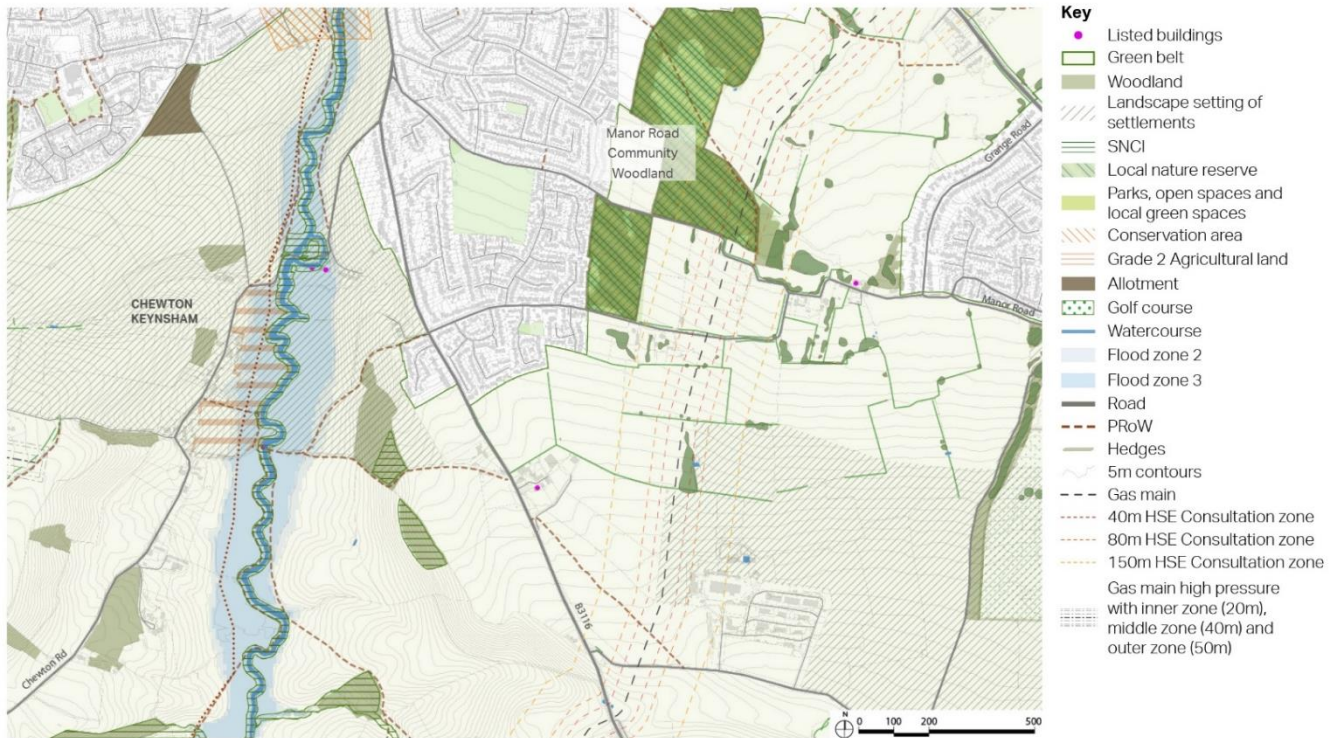 Manor Road
Community
Woodland
Grange Road
Manor Road
CHEWTON
KEYNSHAM
B3116
Chewton Rd
N
0 100 200 500
Key
Listed buildings
Green belt
Woodland
Landscape setting of
settlements
SNCI
Local nature reserve
Parks, open spaces and
local green spaces
Conservation area
Grade 2 Agricultural land
Allotment
Golf course
Watercourse
Flood zone 2
Flood zone 3
Road
PRoW
Hedges
5m contours
Gas main
40m HSE Consultation zone
80m HSE Consultation zone
150m HSE Consultation zone
Gas main high pressure
with inner zone (20m),
middle zone (40m) and
outer zone (50m)